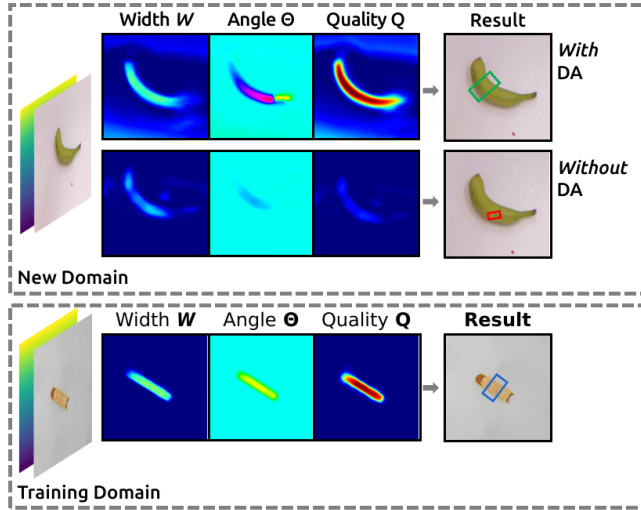 Width W Angle Θ Quality Q Result
With
DA
Without
DA
New Domain
Width W Angle Θ Quality Q Result
Training Domain